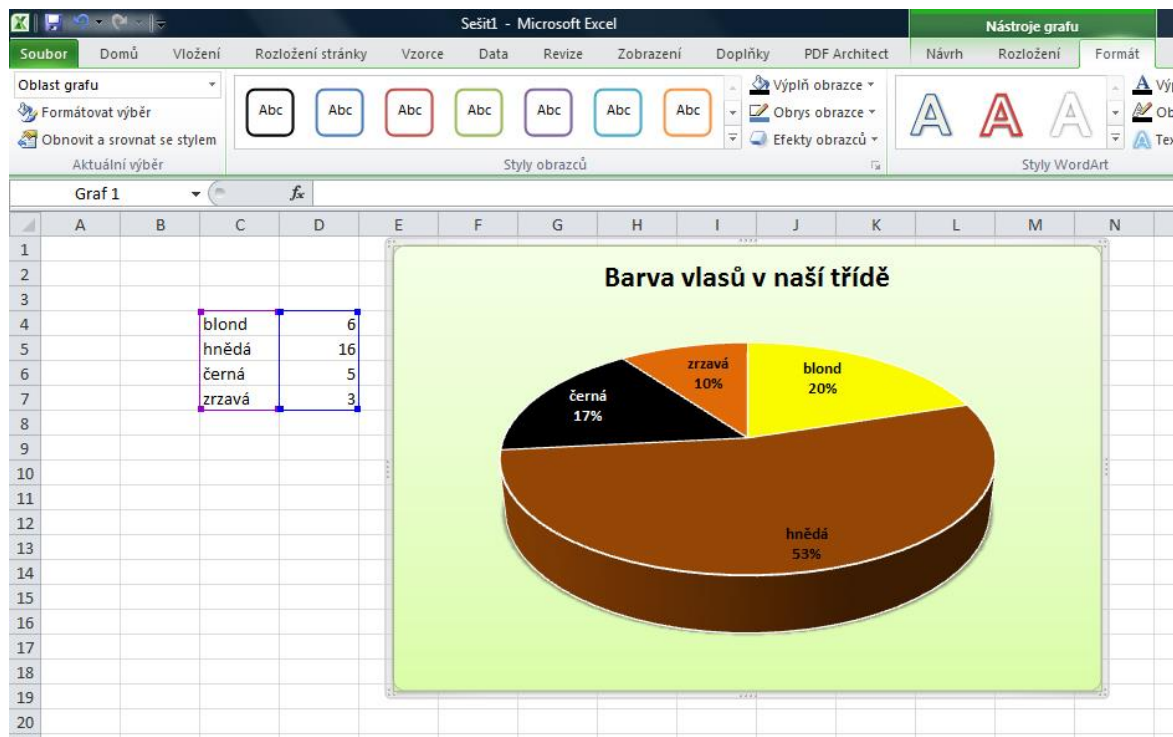 Sešit1 - Microsoft Excel
Nástroje grafu
Soubor Domů Vložení Rozložení stránky Vzorce Data Revize Zobrazení Doplňky PDF Architect Návrh Rozložení Formát
Oblast grafu
Formátovat výběr
Obnovit a srovnat se stylem
Aktuální výběr
Abc Abc Abc Abc Abc Abc Abc
Výplň obrazce
Obrys obrazce
Efekty obrazců
Styly obrazců
A A A
Styly WordArt
Graf 1
fx
A B C D E F G H I J K L M N
1
2
3
4 blond 6
5 hnědá 16
6 černá 5
7 zrzavá 3
8
9
10
11
12
13
14
15
16
17
18
19
20
Barva vlasů v naší třídě
zrzavá
10%
blond
20%
černá
17%
hnědá
53%